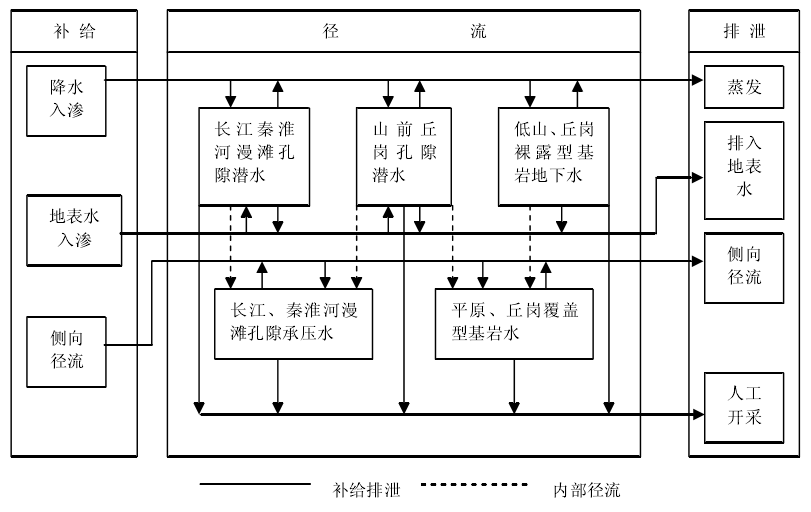 补 给
径 流
排 泄
降水
入渗
地表水
入渗
侧向
径流
长江秦淮
河漫滩孔
隙潜水
山前丘
岗孔隙
潜水
低山、丘岗
裸露型基
岩地下水
长江、秦淮河漫
滩孔隙承压水
平原、丘岗覆盖
型基岩水
蒸发
排入
地表
水
侧向
径流
人工
开采
补给排泄
内部径流